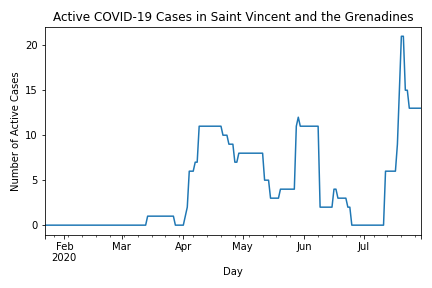 Active COVID-19 Cases in Saint Vincent and the Grenadines
Number of Active Cases
20
15
10
5
0
Feb Mar Apr May Jun Jul
2020
Day